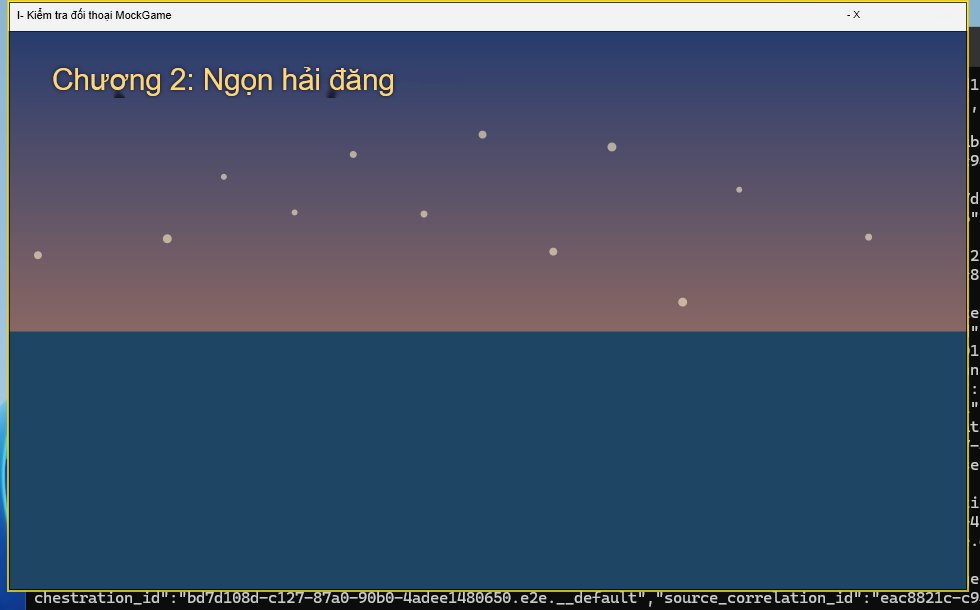 I- Kiểm tra đối thoại MockGame
- X
Chương 2: Ngọn hải đăng
chestration_id":"bd7d108d-c127-87a0-90b0-4adee1480650.e2e.__default","source_correlation_id":"eac8821c-c9